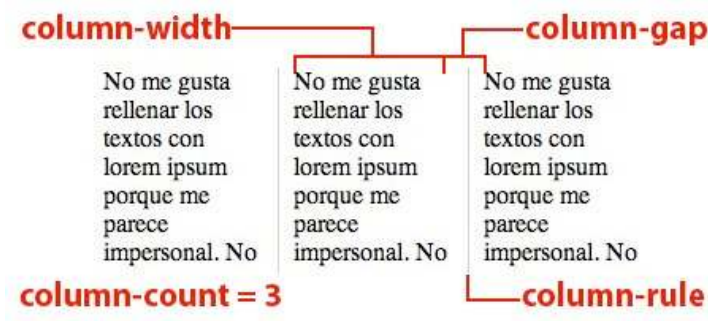 column-width
column-gap
No me gusta
rellenar los
textos con
lorem ipsum
porque me
parece
impersonal. No
No me gusta
rellenar los
textos con
lorem ipsum
porque me
parece
impersonal. No
No me gusta
rellenar los
textos con
lorem ipsum
porque me
parece
impersonal. No
column-count = 3
column-rule